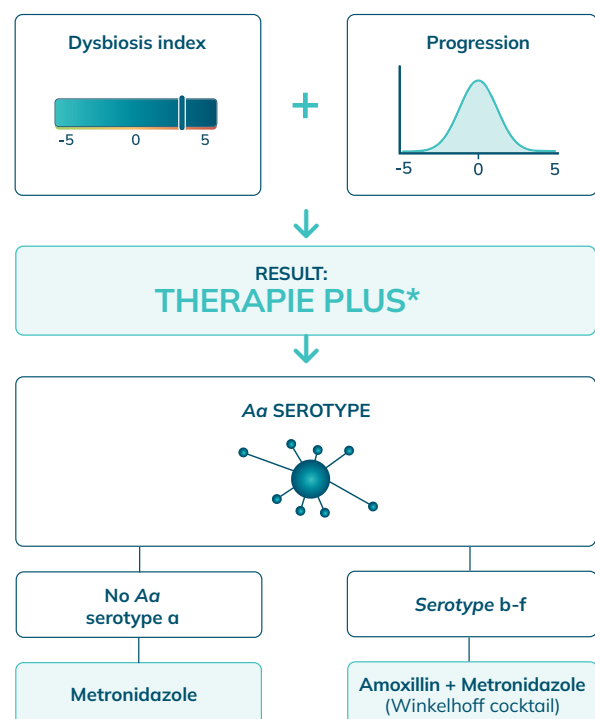 Dysbiosis index
-5 0 5
+
Progression
-5 0 5
RESULT:
THERAPIE PLUS*
Aa SEROTYPE
No Aa
serotype a
Metronidazole
Serotype b-f
Amoxillin + Metronidazole
(Winkelhoff cocktail)